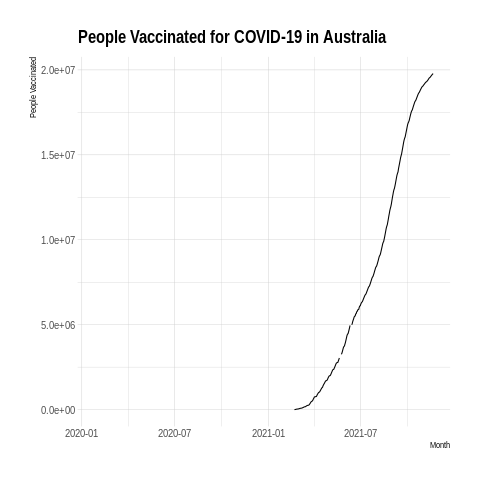 People Vaccinated for COVID-19 in Australia
People Vaccinated
2.0e+07
1.5e+07
1.0e+07
5.0e+06
0.0e+00
2020-01 2020-07 2021-01 2021-07
Month